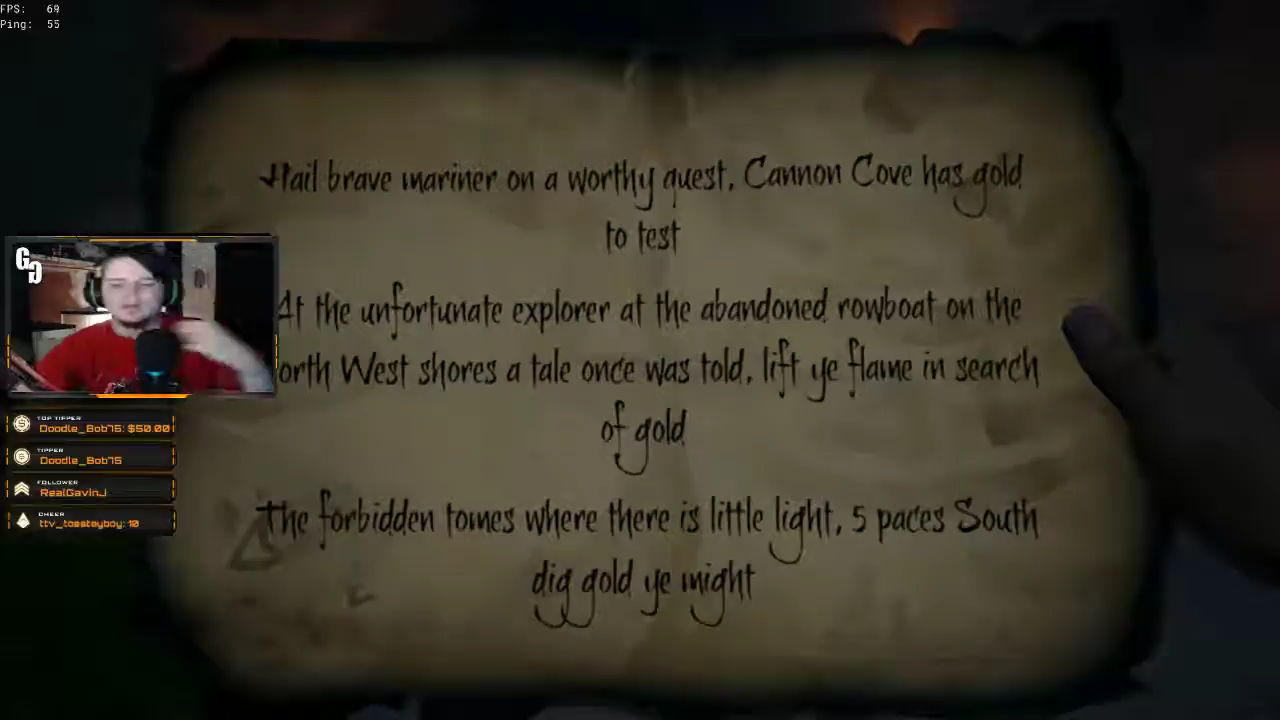 FPS: 69
Ping: 55
Hail brave mariner on a worthy quest, Cannon Cove has gold
to test
At the unfortunate explorer at the abandoned rowboat on the
orth West shores a tale once was told, lift ye flame in search
of gold
The forbidden tomes where there is little light, 5 paces South
dig gold ye might
GG
TOP TIPPER
Doodle_Bob75: $50.00
TIPPER
Doodle_Bob75
FOLLOWER
RealGavinJ
CHEER
ttv_toasteyboy: 10